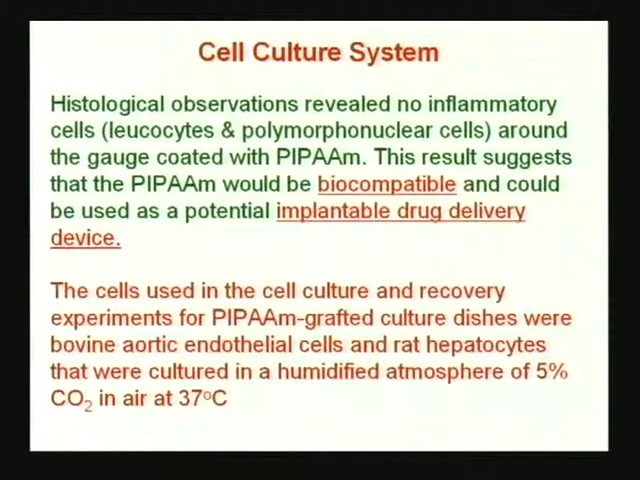 Cell Culture System
Histological observations revealed no inflammatory
cells (leucocytes & polymorphonuclear cells) around
the gauge coated with PIPAAm. This result suggests
that the PIPAAm would be biocompatible and could
be used as a potential implantable drug delivery
device.
The cells used in the cell culture and recovery
experiments for PIPAAm-grafted culture dishes were
bovine aortic endothelial cells and rat hepatocytes
that were cultured in a humidified atmosphere of 5%
CO₂ in air at 37ºC